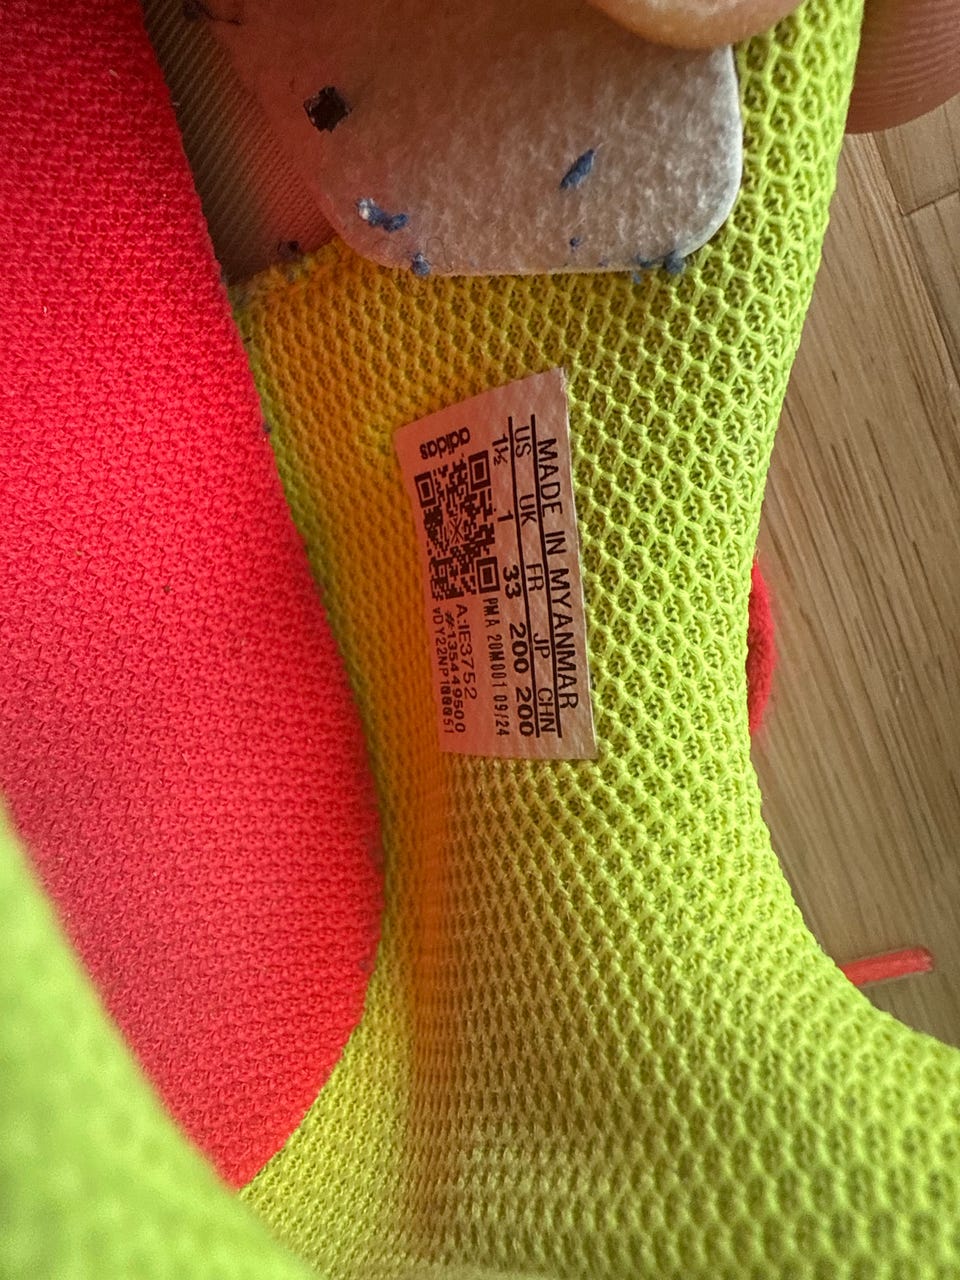 MADE IN MYANMAR
US UK FR JP CHN
1½ 1 33 200 200
PMA 20M001 09/24
adidas
A:IE3752
#:135449500
vDY22NP100051